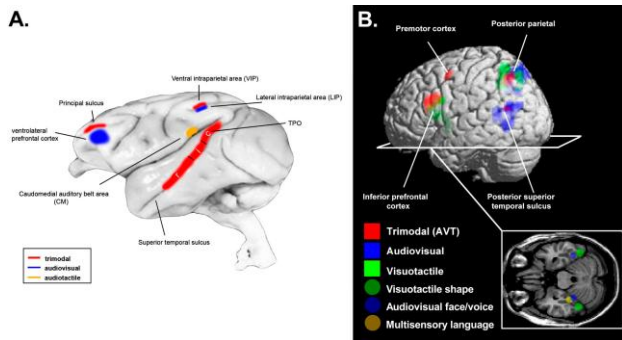 A.
Ventral intraparietal area (VIP)
Lateral intraparietal area (LIP)
Principal sulcus
TPO
ventrolateral
prefrontal cortex
Caudomedial auditory belt area
(CM)
Superior temporal sulcus
trimodal
audiovisual
audiotactile
B.
Posterior parietal
Premotor cortex
Inferior prefrontal
cortex
Posterior superior
temporal sulcus
Trimodal (AVT)
Audiovisual
Visuotactile
Visuotactile shape
Audiovisual face/voice
Multisensory language